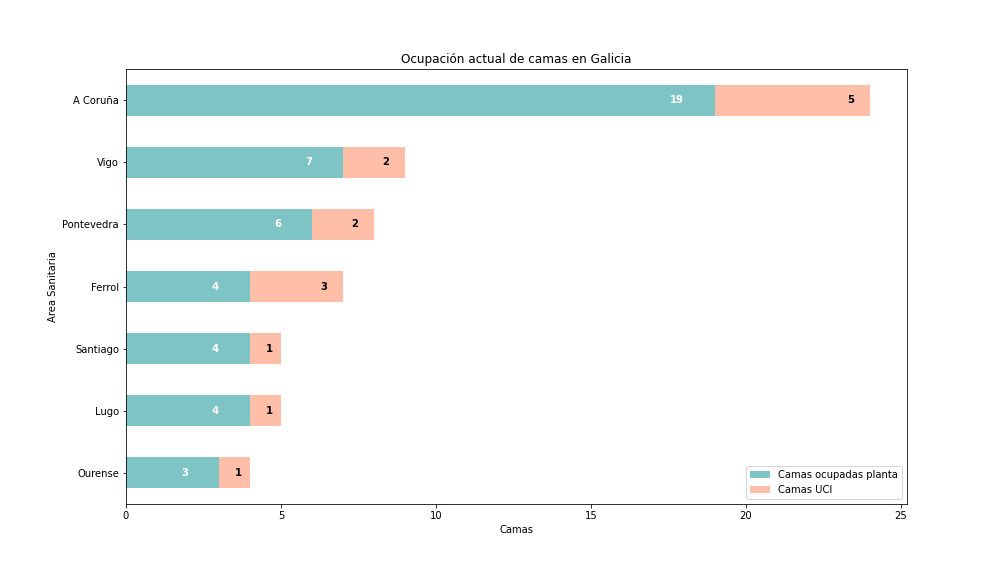 Ocupación actual de camas en Galicia
Area Sanitaria
A Coruña 19 5
Vigo 7 2
Pontevedra 6 2
Ferrol 4 3
Santiago 4 1
Lugo 4 1
Ourense 3 1
Camas ocupadas planta
Camas UCI
0 5 10 15 20 25
Camas